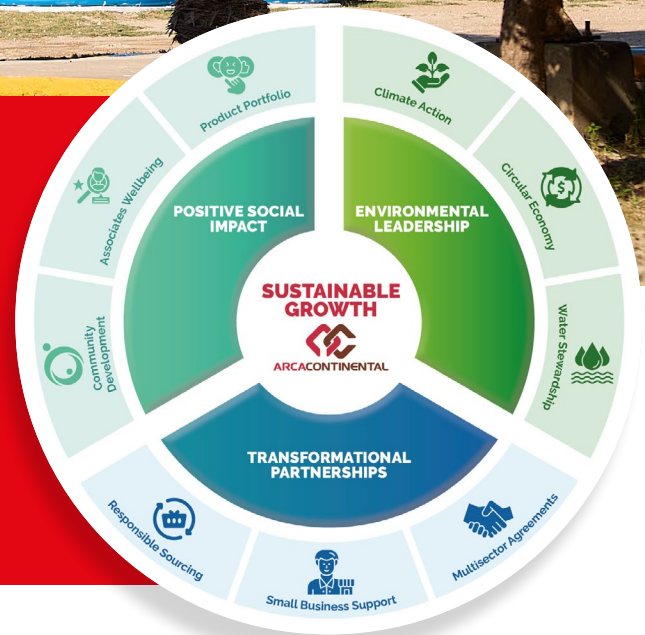 Product Portfolio
Climate Action
Associates Wellbeing
Circular Economy
POSITIVE SOCIAL
IMPACT
ENVIRONMENTAL
LEADERSHIP
$
SUSTAINABLE
GROWTH
ARCACONTINENTAL
Community
Development
Water Stewardship
TRANSFORMATIONAL
PARTNERSHIPS
Responsible Sourcing
Small Business Support
Multisector Agreements